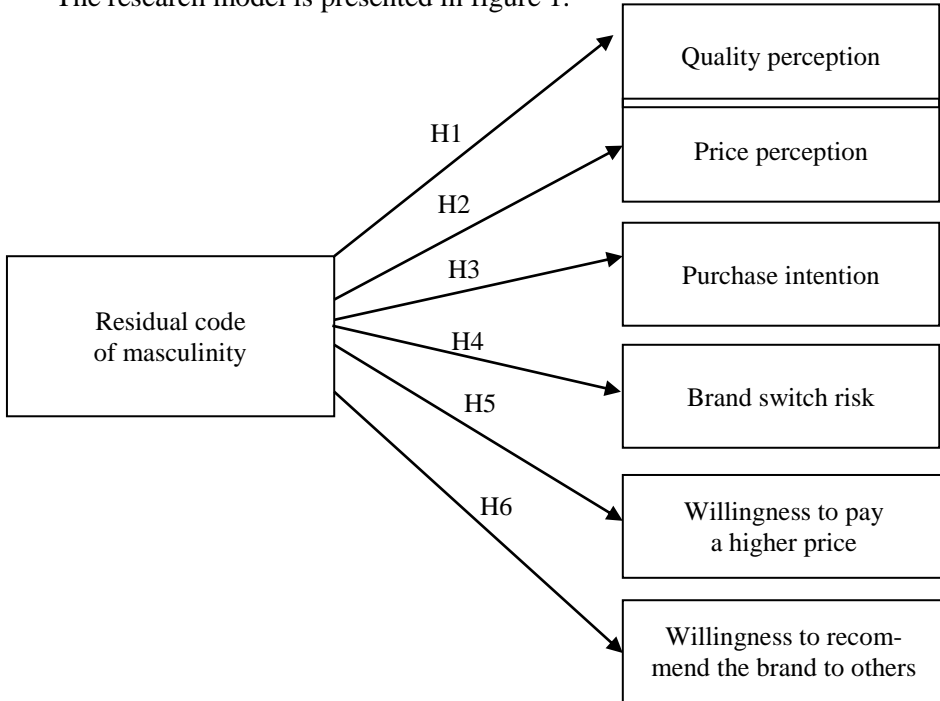 The research model is presented in figure 1.
Quality perception
H1
Price perception
H2
H3
Purchase intention
Residual code
of masculinity
H4
Brand switch risk
H5
H6
Willingness to pay
a higher price
Willingness to recom-
mend the brand to others